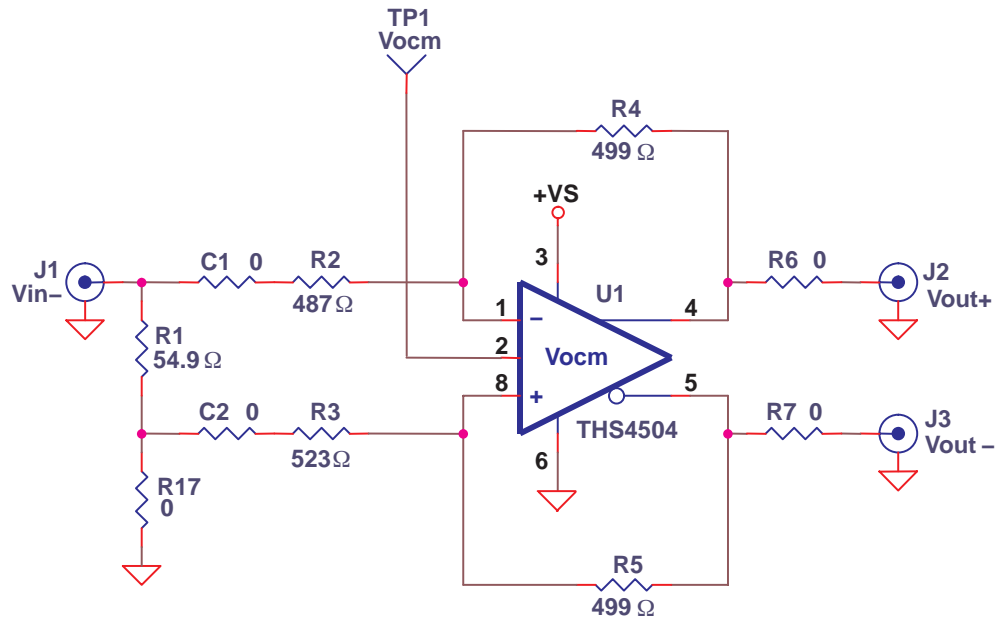 TP1
Vocm
R4
499 Ω
+VS
3
J1
Vin–
C1 0
R2
487 Ω
R6 0
J2
Vout+
U1
1
–
4
R1
54.9 Ω
2
Vocm
8
+
5
C2 0
R3
523 Ω
THS4504
R7 0
J3
Vout –
6
R17
0
R5
499 Ω